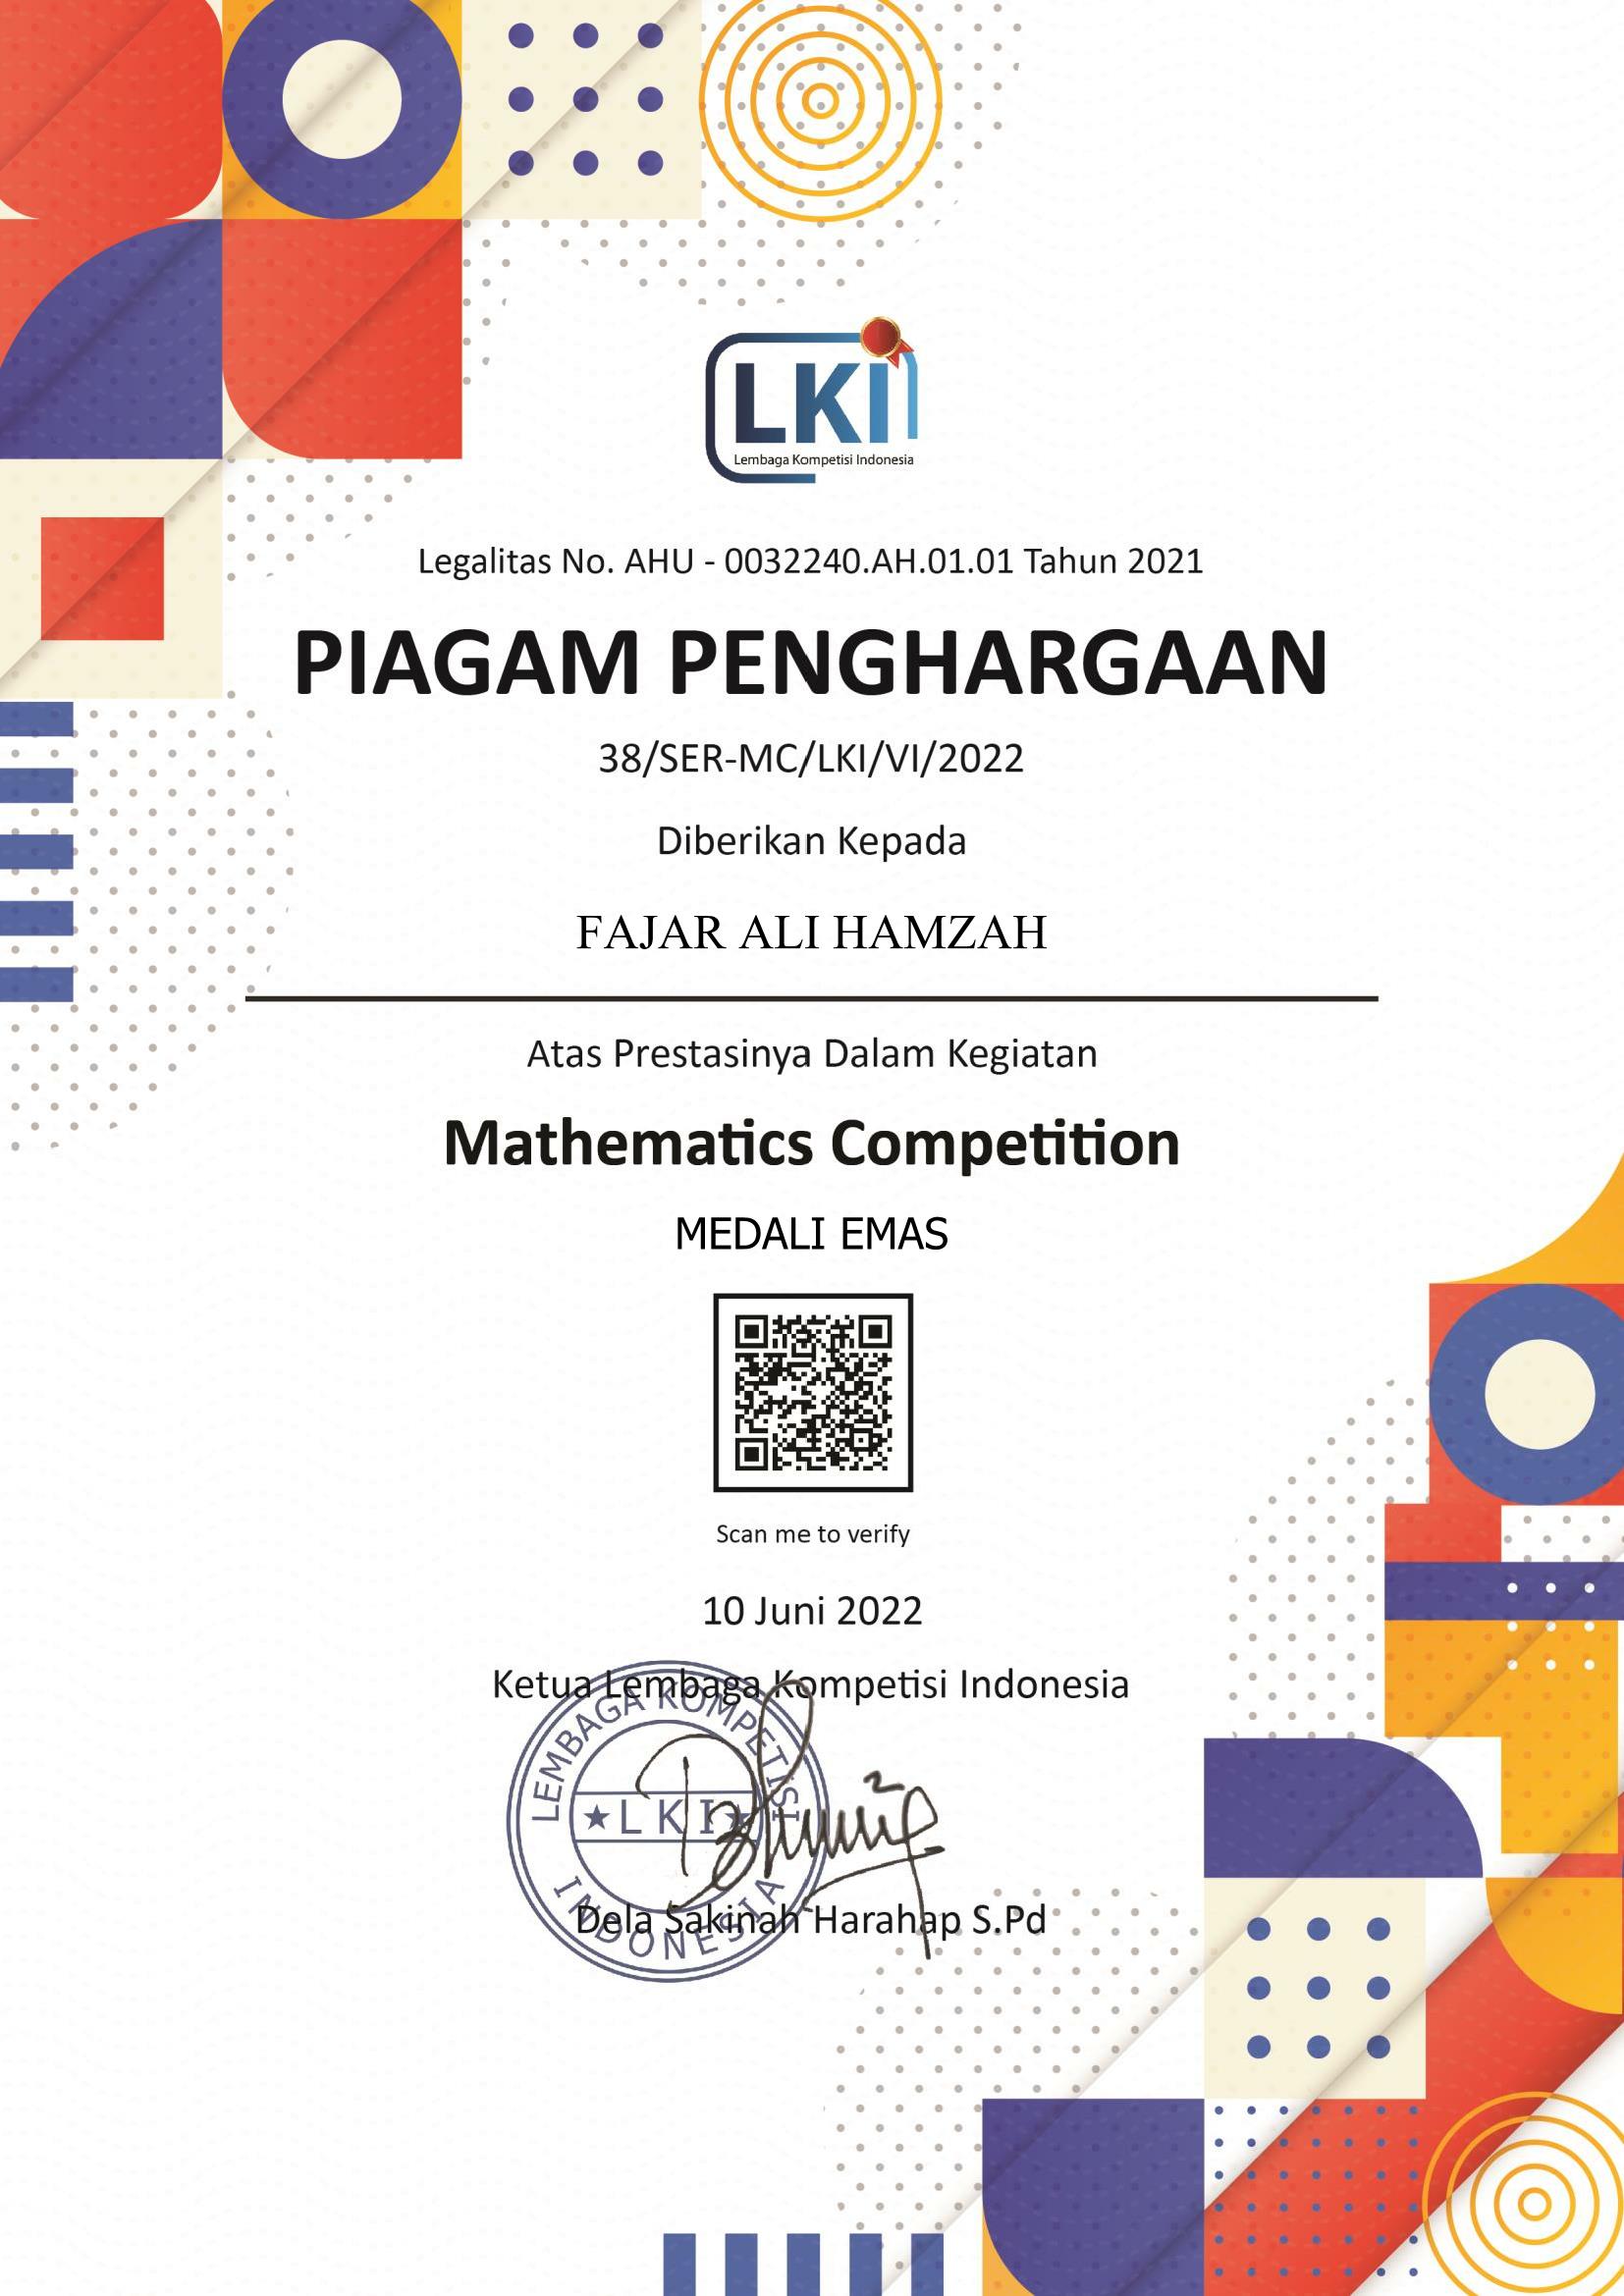 LKI
Lembaga Kompetisi Indonesia
Legalitas No. AHU - 0032240.AH.01.01 Tahun 2021
PIAGAM PENGHARGAAN
38/SER-MC/LKI/VI/2022
Diberikan Kepada
FAJAR ALI HAMZAH
Atas Prestasinya Dalam Kegiatan
Mathematics Competition
MEDALI EMAS
Scan me to verify
10 Juni 2022
Ketua Lembaga Kompetisi Indonesia
LEMBAGA KOMPETISI
LKI
INDONESIA
Dela Sakinah Harahap S.Pd